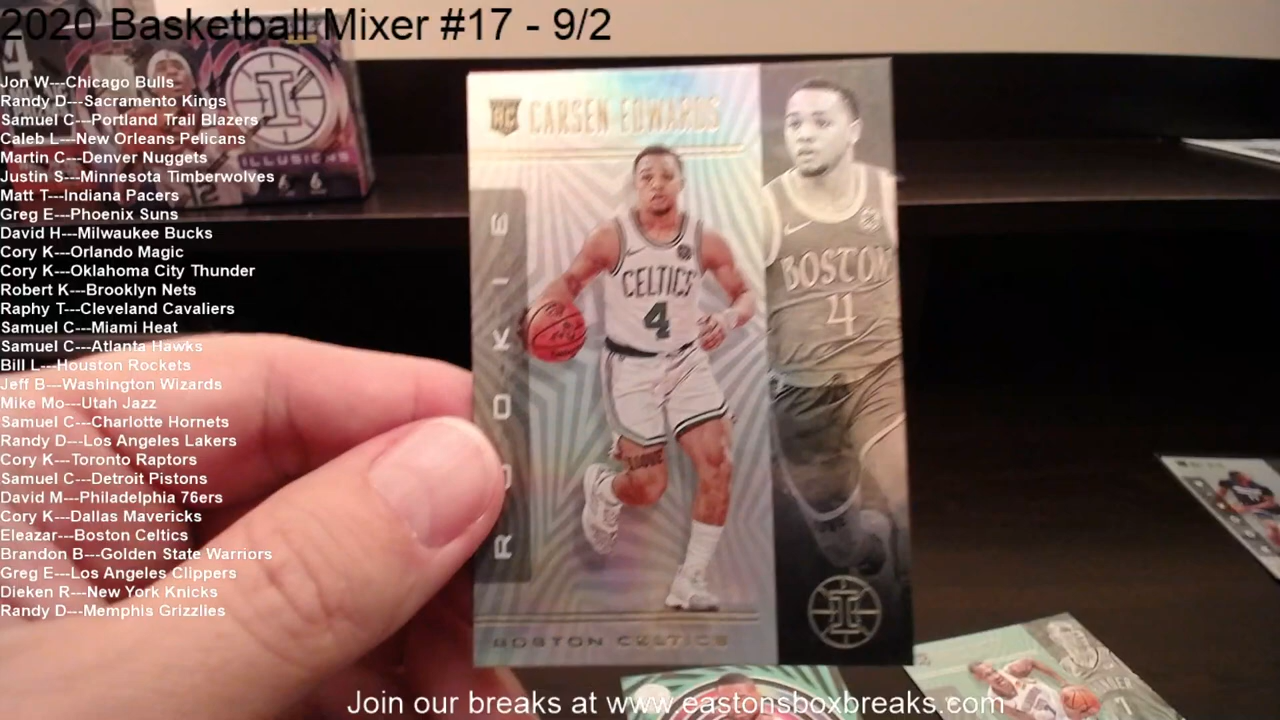 2020 Basketball Mixer #17 - 9/2
Jon W---Chicago Bulls
Randy D---Sacramento Kings
Samuel C---Portland Trail Blazers
Caleb L---New Orleans Pelicans
Martin C---Denver Nuggets
Justin S---Minnesota Timberwolves
Matt T---Indiana Pacers
Greg E---Phoenix Suns
David H---Milwaukee Bucks
Cory K---Orlando Magic
Cory K---Oklahoma City Thunder
Robert K---Brooklyn Nets
Raphy T---Cleveland Cavaliers
Samuel C---Miami Heat
Samuel C---Atlanta Hawks
Bill L---Houston Rockets
Jeff B---Washington Wizards
Mike Mo---Utah Jazz
Samuel C---Charlotte Hornets
Randy D---Los Angeles Lakers
Cory K---Toronto Raptors
Samuel C---Detroit Pistons
David M---Philadelphia 76ers
Cory K---Dallas Mavericks
Eleazar---Boston Celtics
Brandon B---Golden State Warriors
Greg E---Los Angeles Clippers
Dieken R---New York Knicks
Randy D---Memphis Grizzlies
ILLUSIONS
RC CARSEN EDWARDS
ROOKIE
CELTICS
4
BOSTON
4
BOSTON CELTICS
Join our breaks at www.eastonsboxbreaks.com